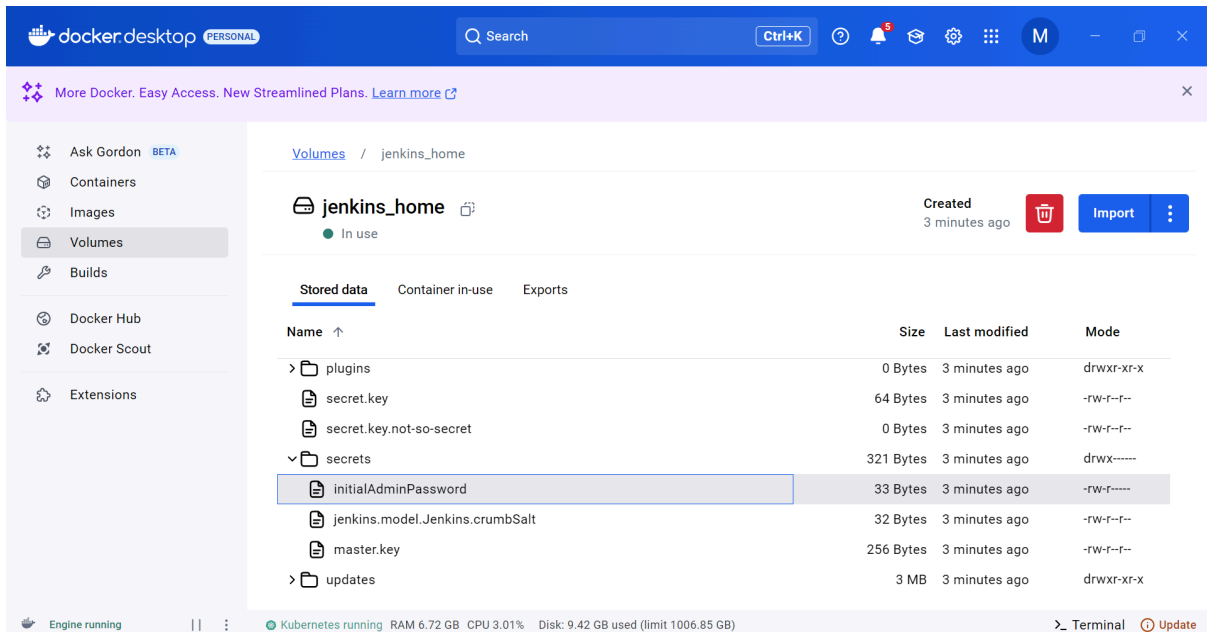 docker desktop PERSONAL
Search Ctrl+K
5
M
More Docker. Easy Access. New Streamlined Plans. Learn more
Ask Gordon BETA
Containers
Images
Volumes
Builds
Docker Hub
Docker Scout
Extensions
Volumes / jenkins_home
jenkins_home
In use
Created
3 minutes ago
Import
Stored data Container in-use Exports
Name Size Last modified Mode
plugins 0 Bytes 3 minutes ago drwxr-xr-x
secret.key 64 Bytes 3 minutes ago -rw-r--r--
secret.key.not-so-secret 0 Bytes 3 minutes ago -rw-r--r--
secrets 321 Bytes 3 minutes ago drwx------
initialAdminPassword 33 Bytes 3 minutes ago -rw-r-----
jenkins.model.Jenkins.crumbSalt 32 Bytes 3 minutes ago -rw-r--r--
master.key 256 Bytes 3 minutes ago -rw-r--r--
updates 3 MB 3 minutes ago drwxr-xr-x
Engine running Kubernetes running RAM 6.72 GB CPU 3.01% Disk: 9.42 GB used (limit 1006.85 GB) >_ Terminal Update